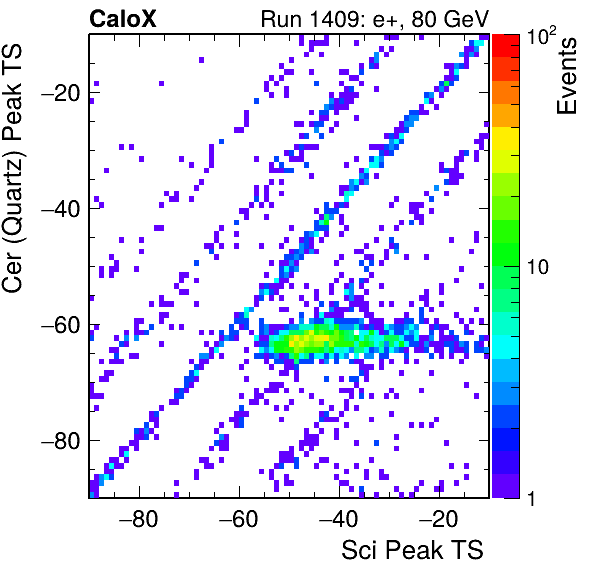 CaloX Run 1409: e+, 80 GeV
Cer (Quartz) Peak TS
−20
−40
−60
−80
−80 −60 −40 −20
Sci Peak TS
10²
10
1
Events